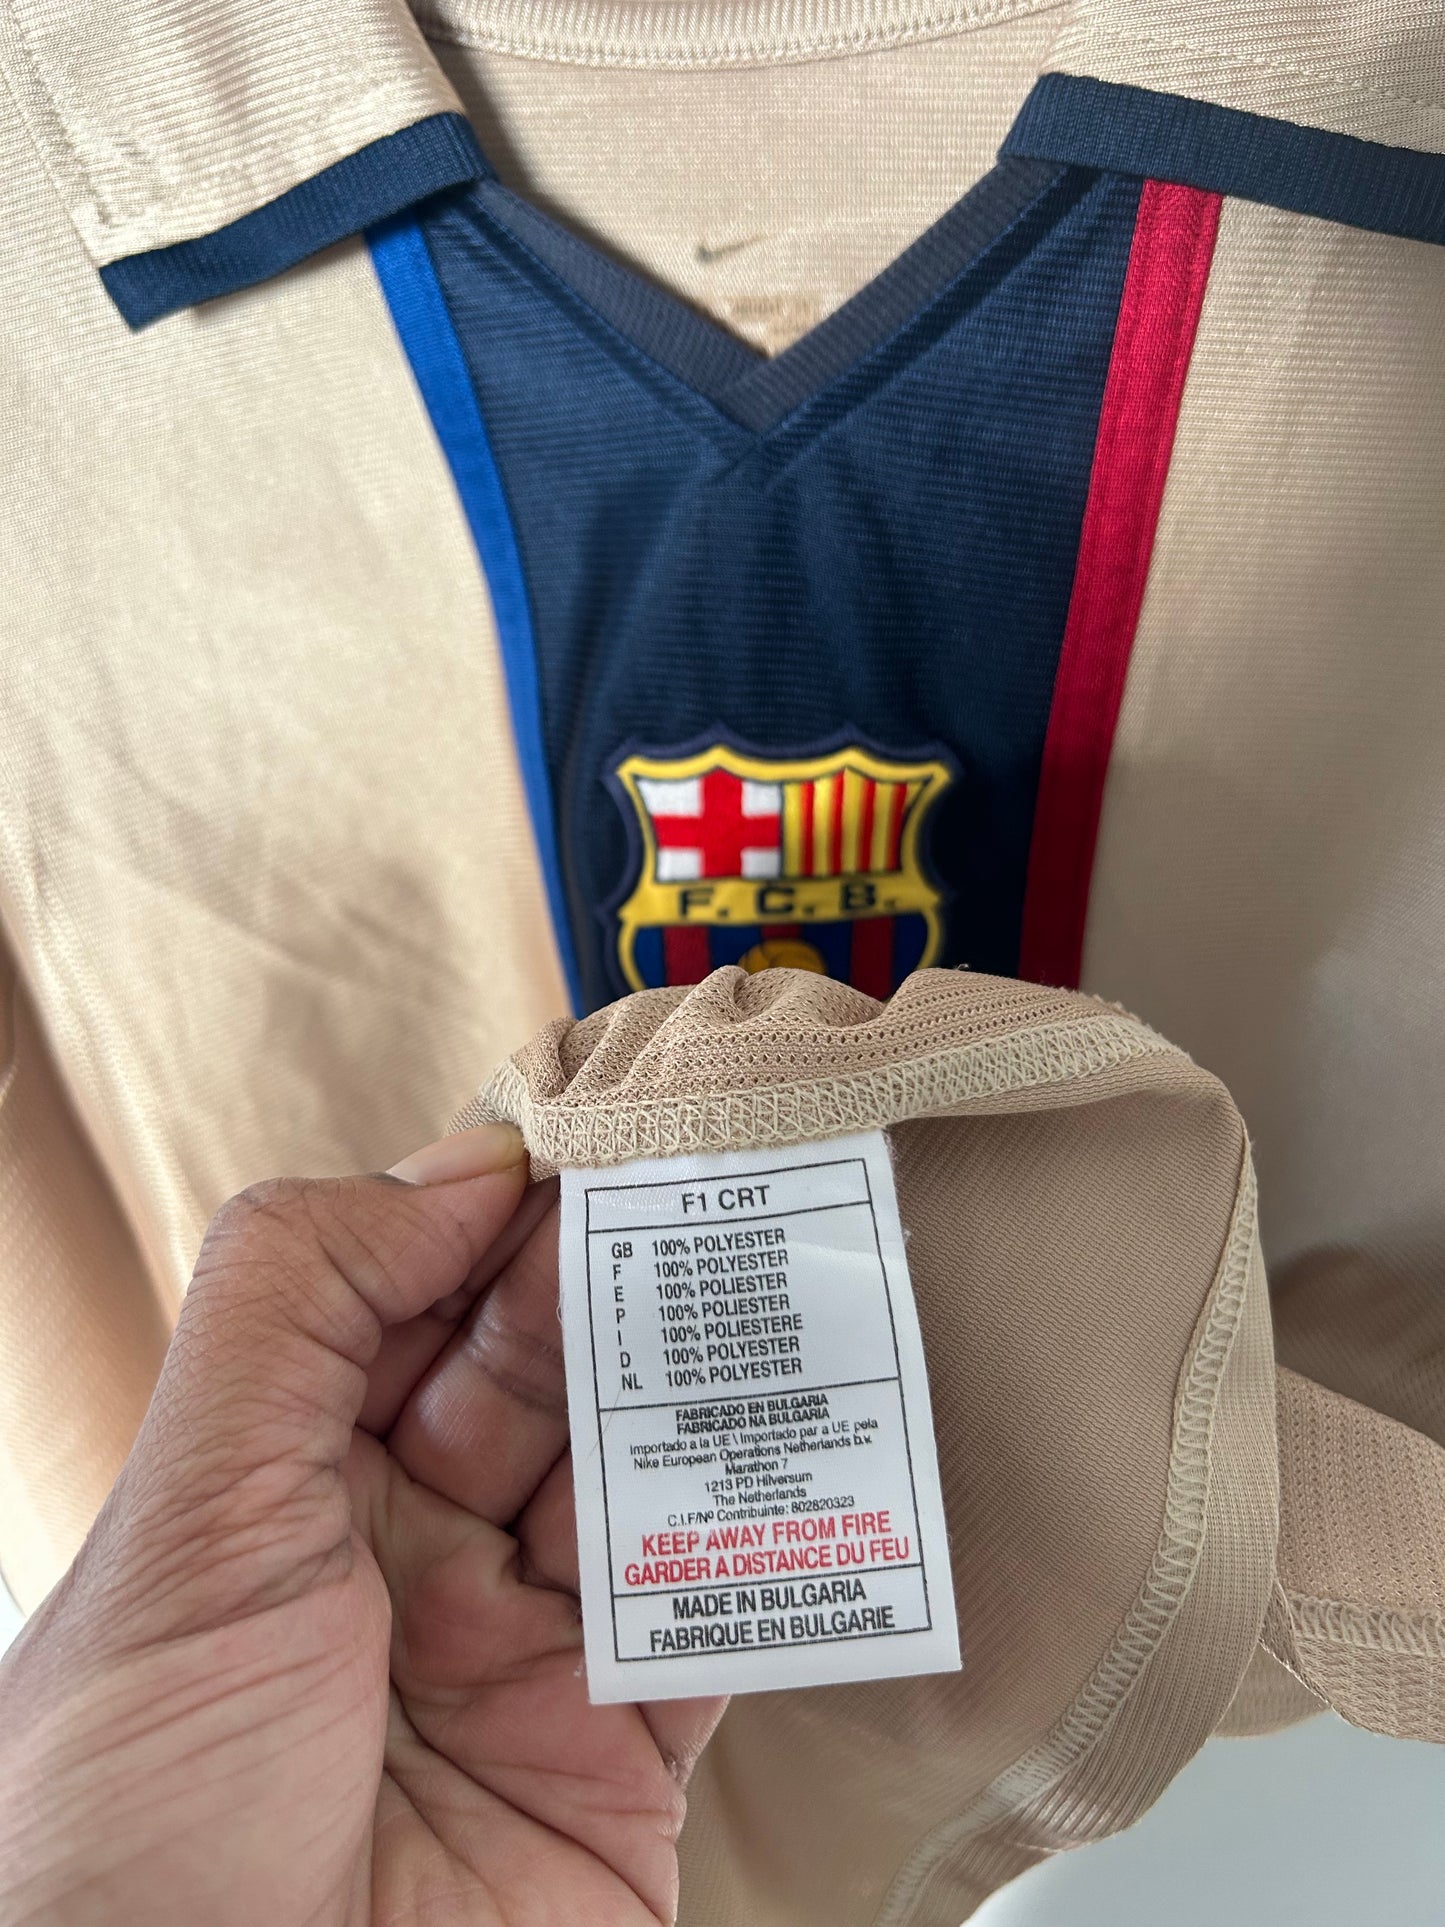 F. C. B.
F1 CRT
GB 100% POLYESTER
F 100% POLYESTER
E 100% POLIESTER
P 100% POLIESTER
I 100% POLIESTERE
D 100% POLYESTER
NL 100% POLYESTER
FABRICADO EN BULGARIA
FABRICADO NA BULGARIA
Importado a la UE \ Importado par a UE pela
Nike European Operations Netherlands b.v.
Marathon 7
1213 PD Hilversum
The Netherlands
C.I.F/Nº Contribuinte: 802820323
KEEP AWAY FROM FIRE
GARDER A DISTANCE DU FEU
MADE IN BULGARIA
FABRIQUE EN BULGARIE